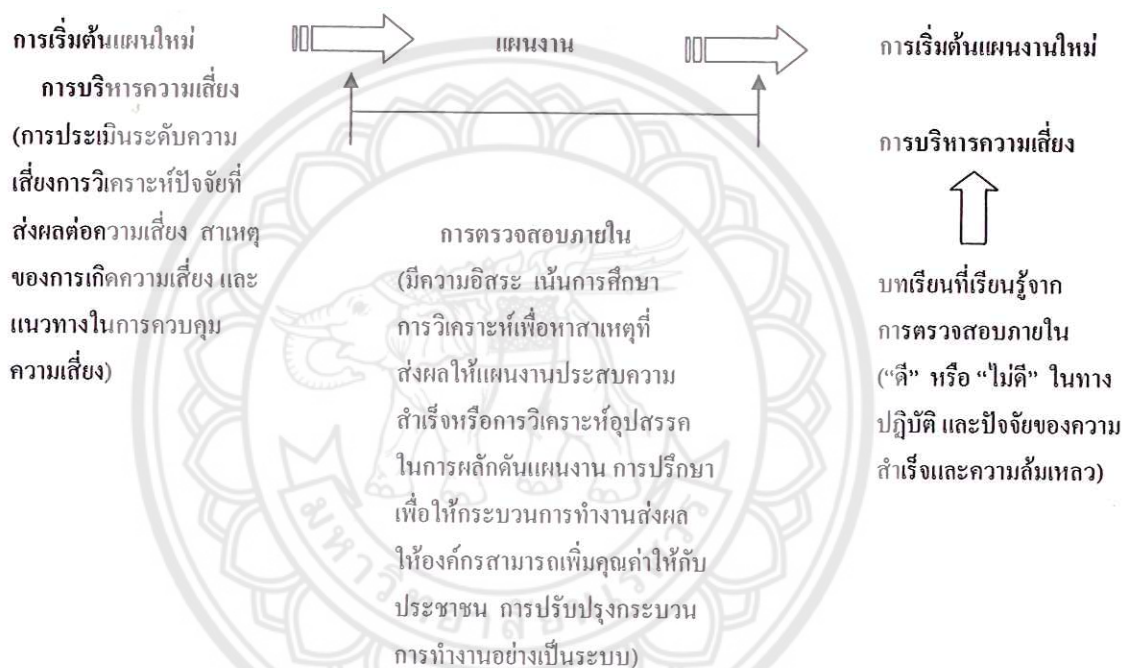 การเริ่มต้นแผนใหม่
การบริหารความเสี่ยง
(การประเมินระดับความ
เสี่ยงการวิเคราะห์ปัจจัยที่
ส่งผลต่อความเสี่ยง สาเหตุ
ของการเกิดความเสี่ยง และ
แนวทางในการควบคุม
ความเสี่ยง)
แผนงาน
การตรวจสอบภายใน
(มีความอิสระ เน้นการศึกษา
การวิเคราะห์เพื่อหาสาเหตุที่
ส่งผลให้แผนงานประสบความ
สำเร็จหรือการวิเคราะห์อุปสรรค
ในการผลักดันแผนงาน การปรึกษา
เพื่อให้กระบวนการทำงานส่งผล
ให้องค์กรสามารถเพิ่มคุณค่าให้กับ
ประชาชน การปรับปรุงกระบวน
การทำงานอย่างเป็นระบบ)
การเริ่มต้นแผนงานใหม่
การบริหารความเสี่ยง
บทเรียนที่เรียนรู้จาก
การตรวจสอบภายใน
(“ดี” หรือ “ไม่ดี” ในทาง
ปฏิบัติ และปัจจัยของความ
สำเร็จและความล้มเหลว)
มหาวิทยาลัยนเรศวร